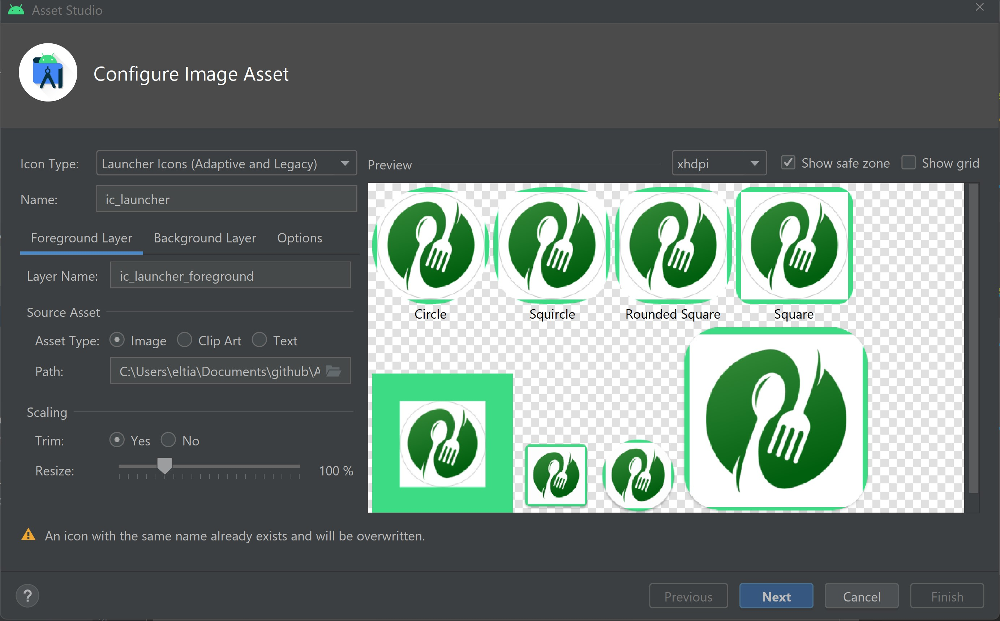 Asset Studio
Configure Image Asset
Icon Type: Launcher Icons (Adaptive and Legacy)
Preview xhdpi Show safe zone Show grid
Name: ic_launcher
Foreground Layer Background Layer Options
Layer Name: ic_launcher_foreground
Source Asset
Asset Type: Image Clip Art Text
Path: C:\Users\eltia\Documents\github\A
Scaling
Trim: Yes No
Resize: 100 %
Circle Squircle Rounded Square Square
An icon with the same name already exists and will be overwritten.
? Previous Next Cancel Finish